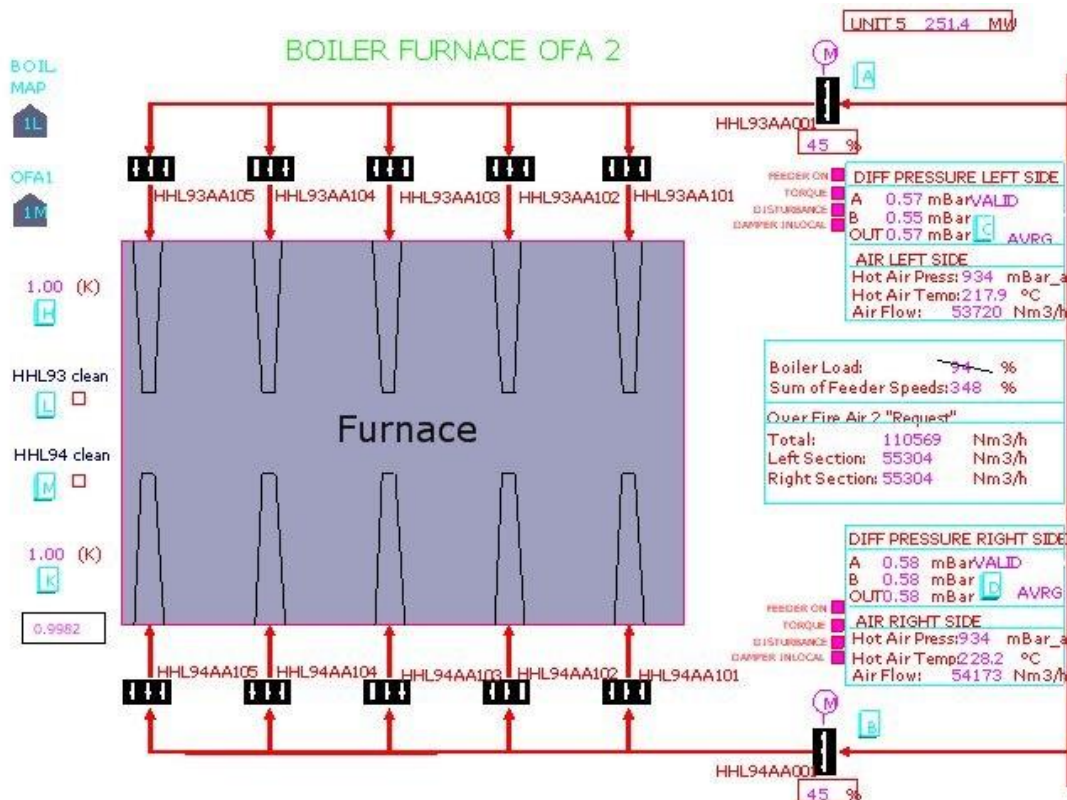 UNIT 5 251.4 MW
BOILER FURNACE OFA 2
BOIL
MAP
1L
OFA1
1M
M
A
HHL93AA001
45 %
HHL93AA105
HHL93AA104
HHL93AA103
HHL93AA102
HHL93AA101
FEEDER ON
TORQUE
DISTURBANCE
DAMPER INLOCAL
DIFF PRESSURE LEFT SIDE
A 0.57 mBar VALID
B 0.55 mBar
OUT 0.57 mBar C AVRG
AIR LEFT SIDE
Hot Air Press: 934 mBar_a
Hot Air Temp: 217.9 °C
Air Flow: 53720 Nm3/h
1.00 (K)
H
HHL93 clean
L
HHL94 clean
M
1.00 (K)
K
0.9982
Furnace
Boiler Load: 94 %
Sum of Feeder Speeds: 348 %
Over Fire Air 2 "Request"
Total: 110569 Nm3/h
Left Section: 55304 Nm3/h
Right Section: 55304 Nm3/h
DIFF PRESSURE RIGHT SIDE
A 0.58 mBar VALID
B 0.58 mBar
OUT 0.58 mBar D AVRG
FEEDER ON
TORQUE
DISTURBANCE
DAMPER INLOCAL
AIR RIGHT SIDE
Hot Air Press: 934 mBar_a
Hot Air Temp: 228.2 °C
Air Flow: 54173 Nm3/h
HHL94AA105
HHL94AA104
HHL94AA103
HHL94AA102
HHL94AA101
M
B
HHL94AA001
45 %